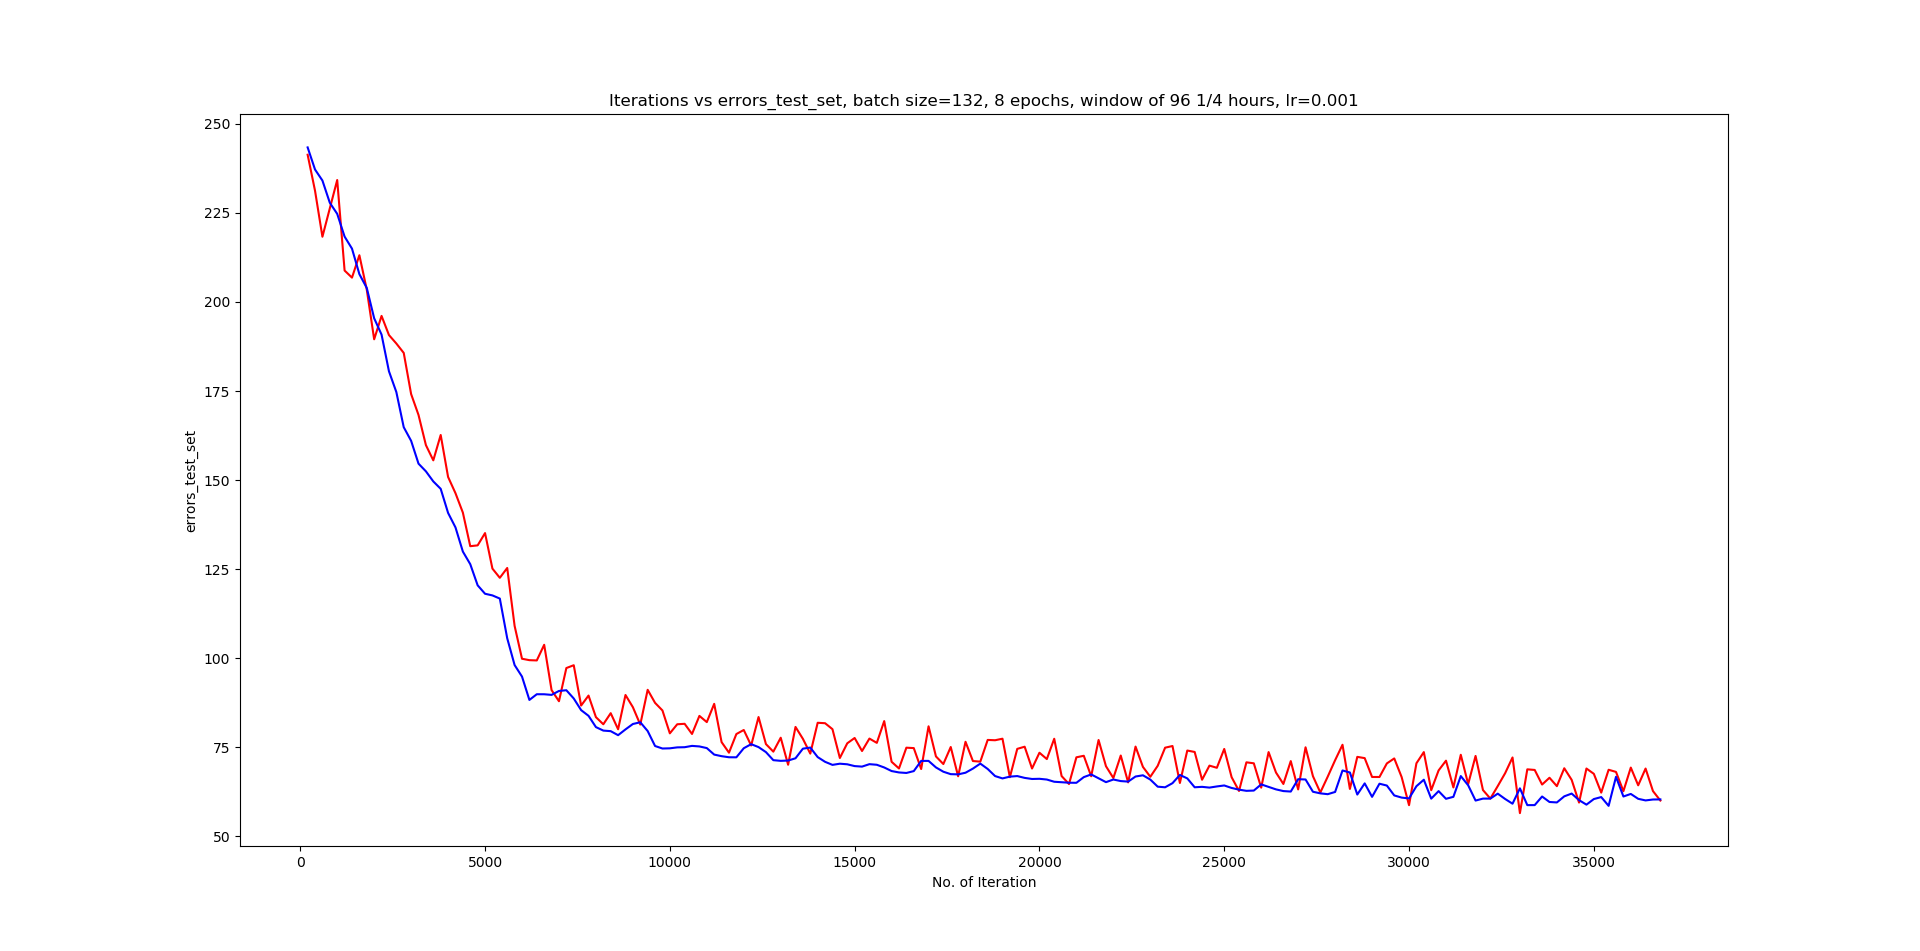 Iterations vs errors_test_set, batch size=132, 8 epochs, window of 96 1/4 hours, lr=0.001
250
225
200
175
150
125
100
75
50
errors_test_set
0 5000 10000 15000 20000 25000 30000 35000
No. of Iteration